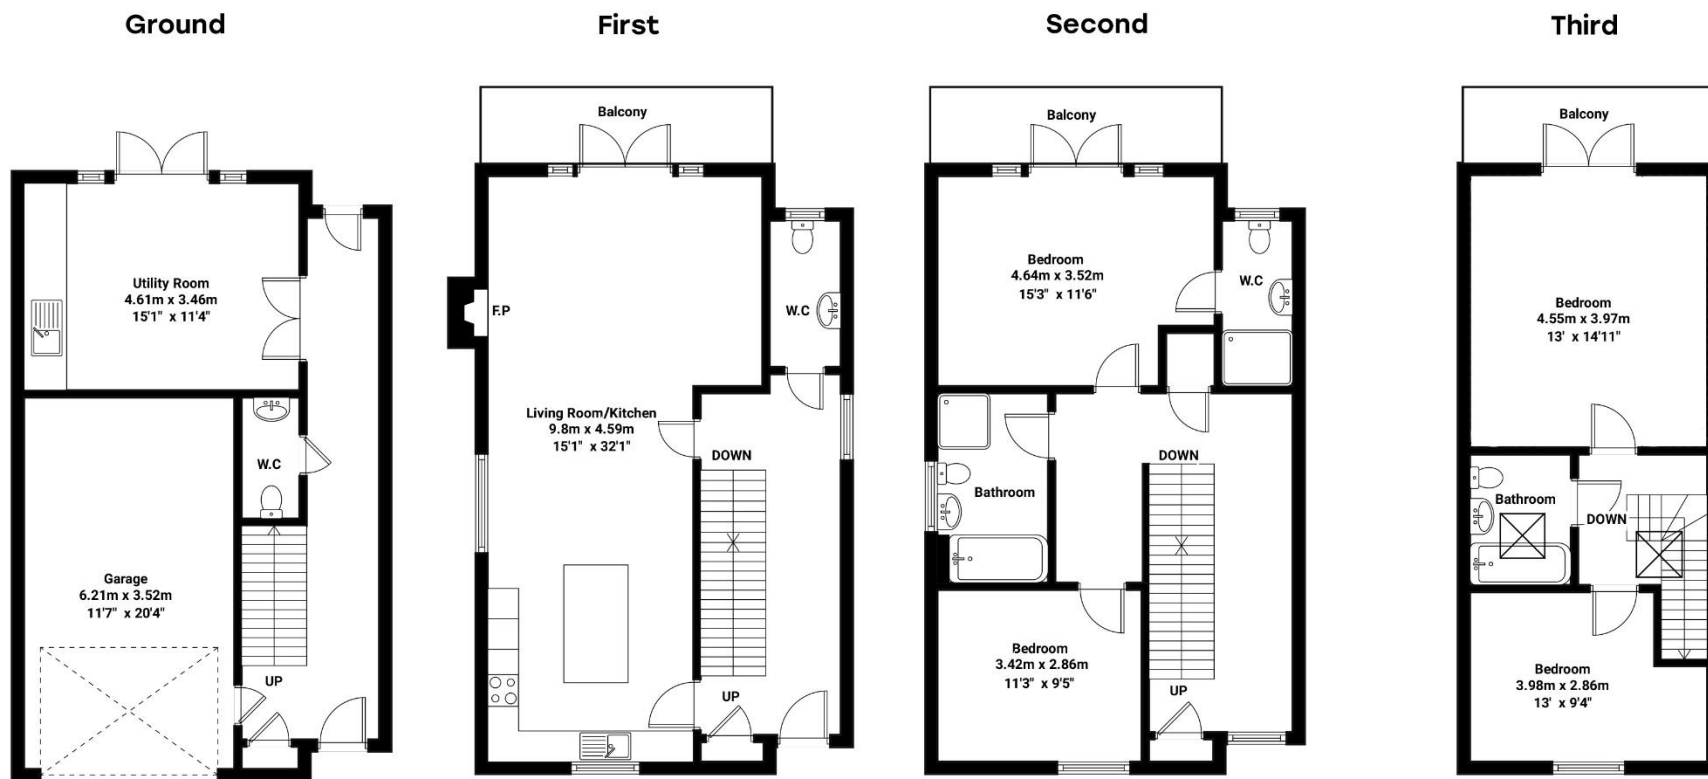 Ground
Utility Room
4.61m x 3.46m
15'1" x 11'4"
W.C
Garage
6.21m x 3.52m
11'7" x 20'4"
UP
First
Balcony
F.P
W.C
Living Room/Kitchen
9.8m x 4.59m
15'1" x 32'1"
DOWN
UP
Second
Balcony
Bedroom
4.64m x 3.52m
15'3" x 11'6"
W.C
DOWN
Bathroom
Bedroom
3.42m x 2.86m
11'3" x 9'5"
UP
Third
Balcony
Bedroom
4.55m x 3.97m
13' x 14'11"
Bathroom
DOWN
Bedroom
3.98m x 2.86m
13' x 9'4"